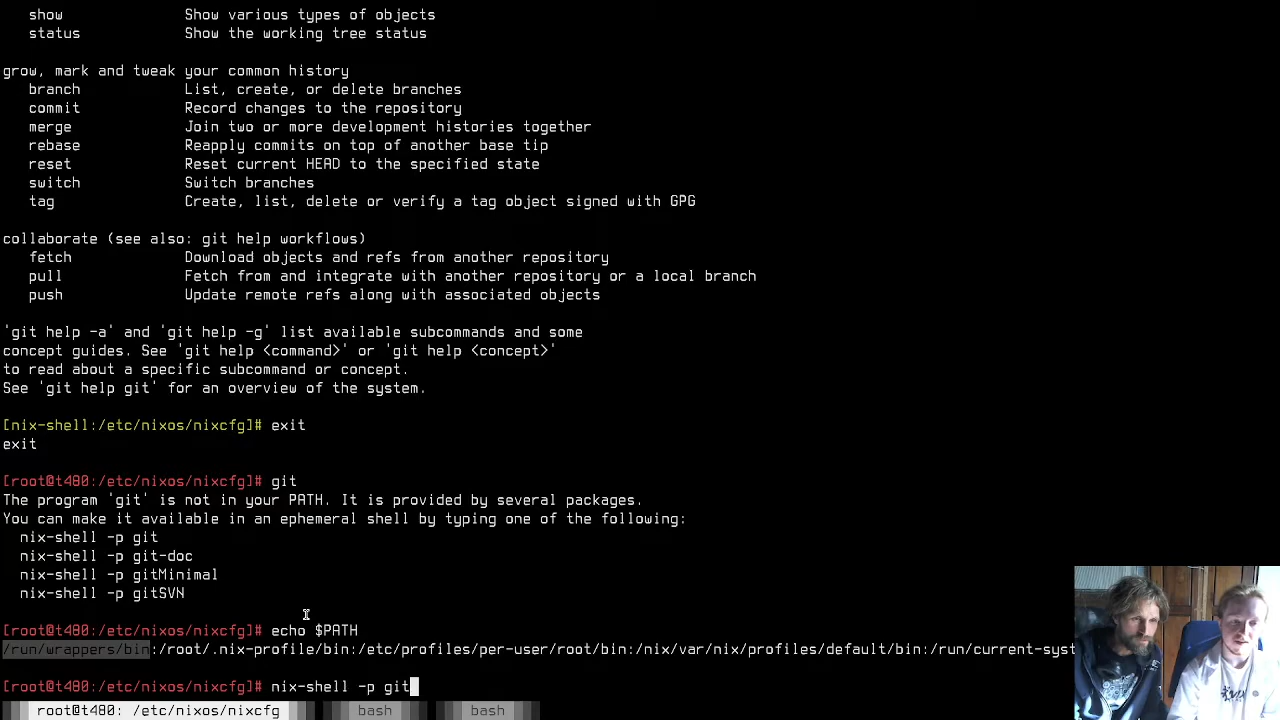 show Show various types of objects
status Show the working tree status
grow, mark and tweak your common history
branch List, create, or delete branches
commit Record changes to the repository
merge Join two or more development histories together
rebase Reapply commits on top of another base tip
reset Reset current HEAD to the specified state
switch Switch branches
tag Create, list, delete or verify a tag object signed with GPG
collaborate (see also: git help workflows)
fetch Download objects and refs from another repository
pull Fetch from and integrate with another repository or a local branch
push Update remote refs along with associated objects
'git help -a' and 'git help -g' list available subcommands and some
concept guides. See 'git help <command>' or 'git help <concept>'
to read about a specific subcommand or concept.
See 'git help git' for an overview of the system.
[nix-shell:/etc/nixos/nixcfg]# exit
exit
[root@t480:/etc/nixos/nixcfg]# git
The program 'git' is not in your PATH. It is provided by several packages.
You can make it available in an ephemeral shell by typing one of the following:
nix-shell -p git
nix-shell -p git-doc
nix-shell -p gitMinimal
nix-shell -p gitSVN
[root@t480:/etc/nixos/nixcfg]# echo $PATH
/run/wrappers/bin:/root/.nix-profile/bin:/etc/profiles/per-user/root/bin:/nix/var/nix/profiles/default/bin:/run/current-syst
[root@t480:/etc/nixos/nixcfg]# nix-shell -p git
root@t480: /etc/nixos/nixcfg bash bash